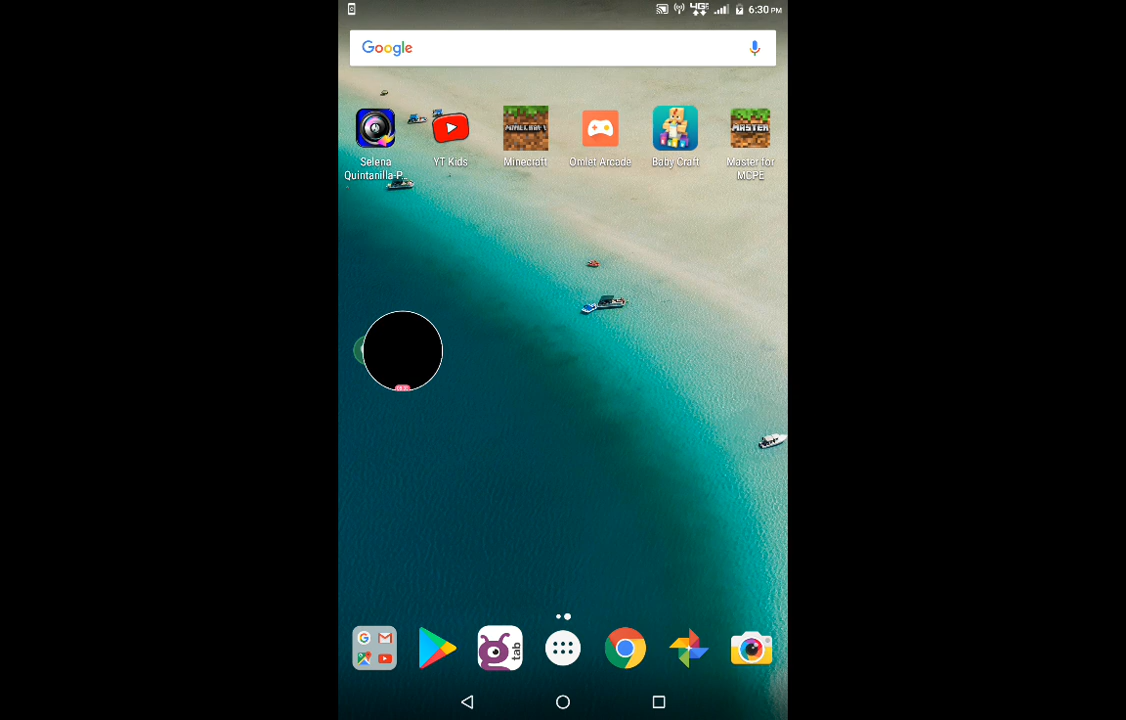 4G
6:30 PM
Google
MINECRAFT
MASTER
Selena
Quintanilla-P..
YT Kids
Minecraft
Omlet Arcade
Baby Craft
Master for
MCPE
G
tab